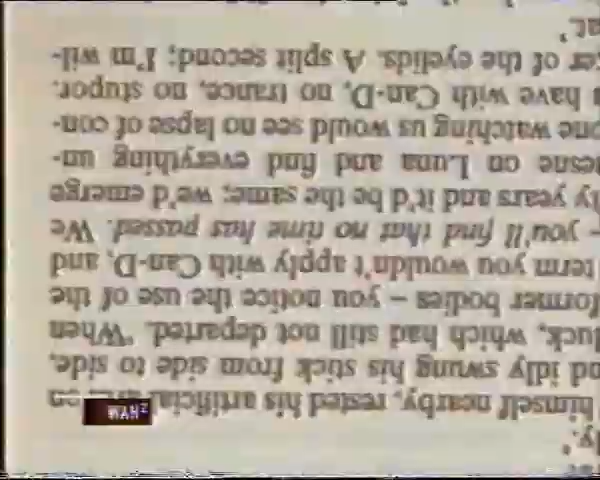 ly.'
himself nearby, rested his artificial
nd idly swung his stick from side to side,
luck, which had still not departed. 'When
former bodies – you notice the use of the
term you wouldn't apply with Can-D, and
– you'll find that no time has passed. We
ly years and it'd be the same; we'd emerge
esne on Luna and find everything un-
one watching us would see no lapse of con-
s have with Can-D, no trance, no stupor.
er of the eyelids. A split second; I'm wil-
at.'